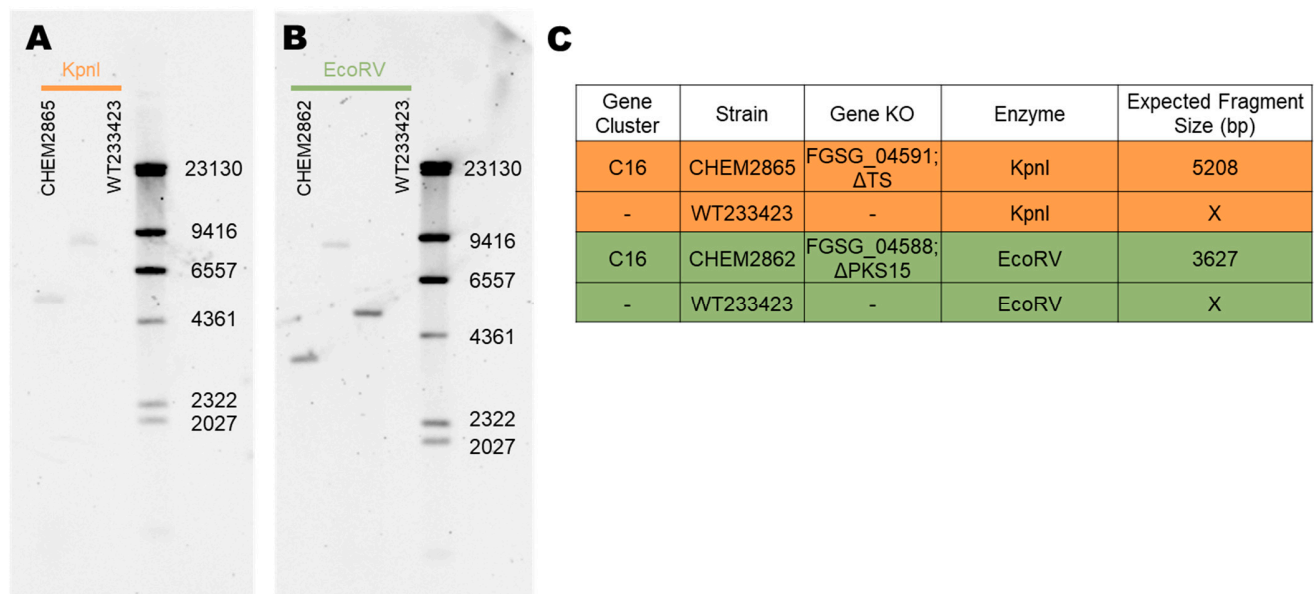 A
KpnI
CHEM2865
WT233423
23130
9416
6557
4361
2322
2027
B
EcoRV
CHEM2862
WT233423
23130
9416
6557
4361
2322
2027
C
Gene Cluster Strain Gene KO Enzyme Expected Fragment Size (bp)
C16 CHEM2865 FGSG_04591; ΔTS KpnI 5208
- WT233423 - KpnI X
C16 CHEM2862 FGSG_04588; ΔPKS15 EcoRV 3627
- WT233423 - EcoRV X